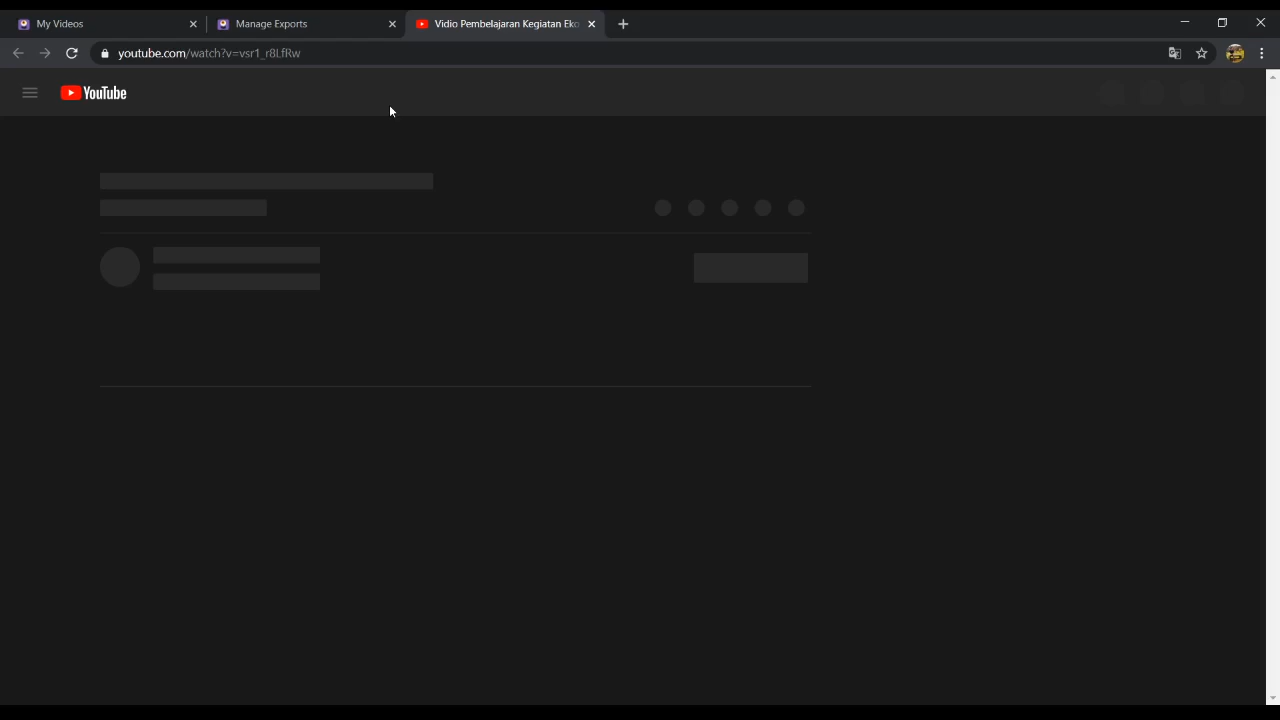 My Videos
Manage Exports
Vidio Pembelajaran Kegiatan Eko
youtube.com/watch?v=vsr1_r8LfRw
YouTube